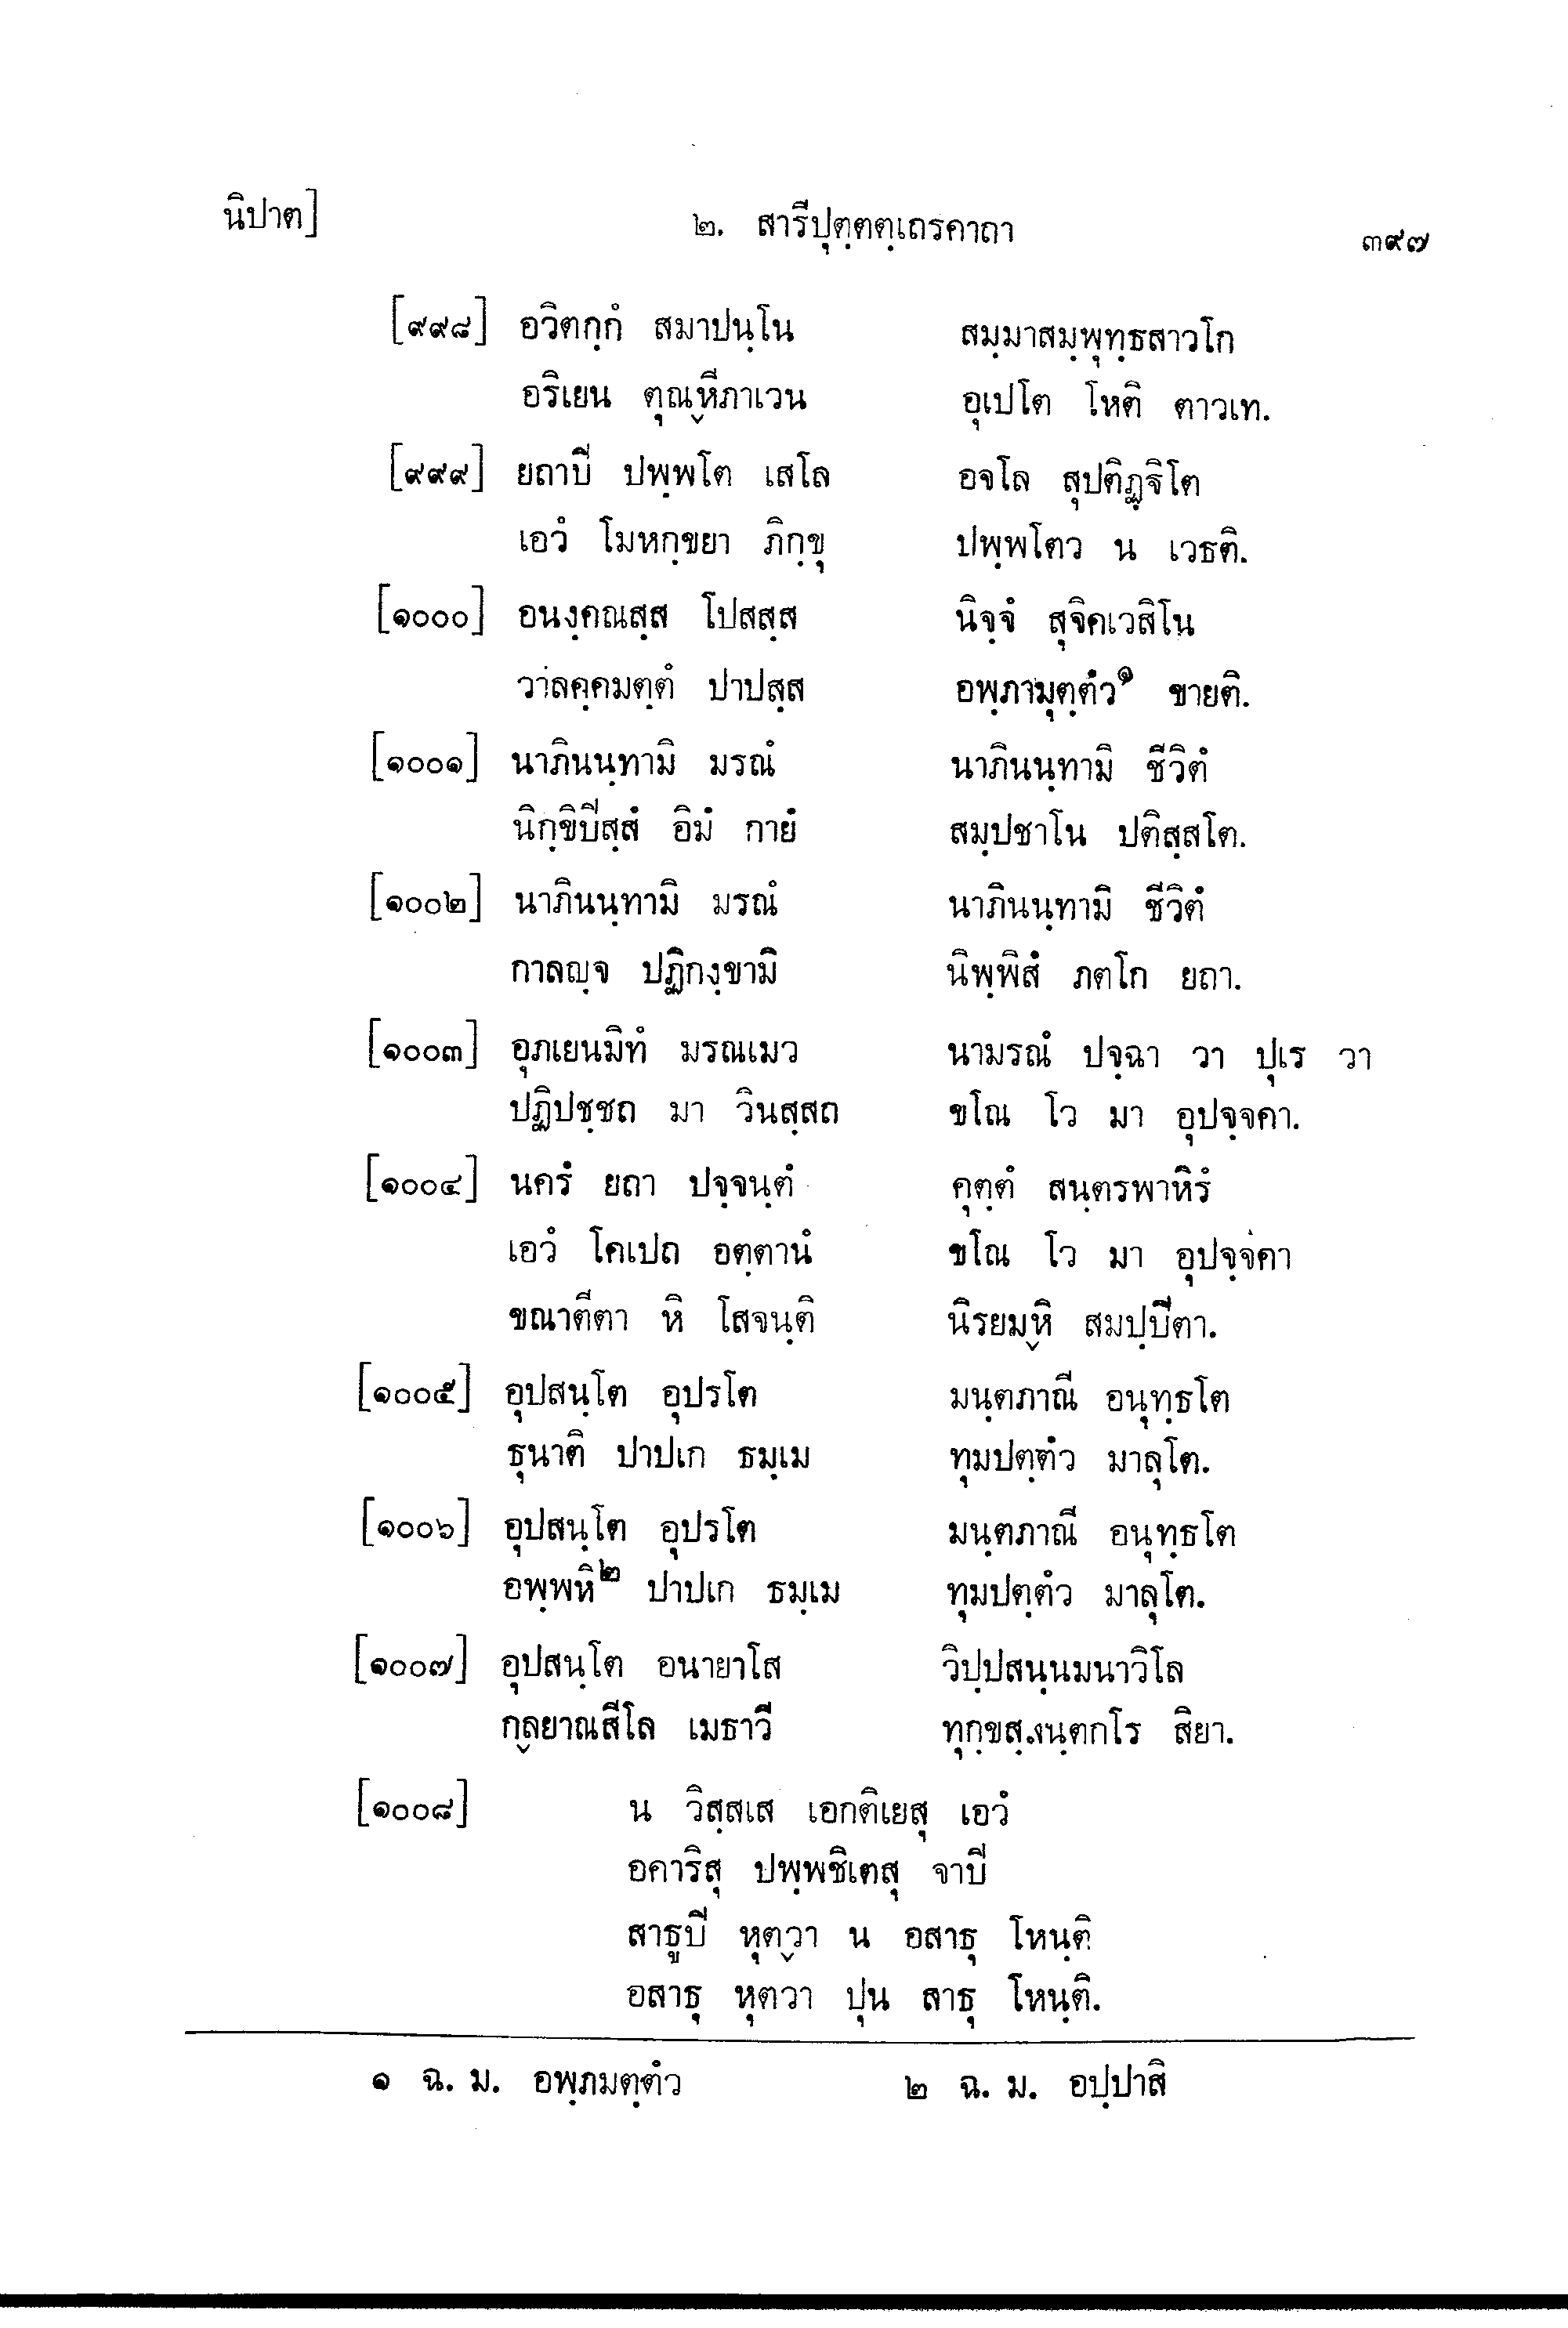 นิปาต] ๒. สารีปุตฺตตฺเถรคาถา ๓๙๗
[๙๙๘] อวิตกฺกํ สมาปนฺโน สมฺมาสมฺพุทฺธสาวโก
อริเยน ตุณฺหีภาเวน อุเปโต โหติ ตาวเท.
[๙๙๙] ยถาปิ ปพฺพโต เสโล อจโล สุปติฏฺฐิโต
เอวํ โมหกฺขยา ภิกฺขุ ปพฺพโตว น เวธติ.
[๑๐๐๐] อนงฺคณสฺส โปสสฺส นิจฺจํ สุจิคเวสิโน
วาลคฺคมตฺตํ ปาปสฺส อพฺภามุตฺตํว๑ ขายติ.
[๑๐๐๑] นาภินนฺทามิ มรณํ นาภินนฺทามิ ชีวิตํ
นิกฺขิปิสฺสํ อิมํ กายํ สมฺปชาโน ปติสฺสโต.
[๑๐๐๒] นาภินนฺทามิ มรณํ นาภินนฺทามิ ชีวิตํ
กาลญฺจ ปฏิกงฺขามิ นิพฺพิสํ ภตโก ยถา.
[๑๐๐๓] อุภเยนมิทํ มรณเมว นามรณํ ปจฺฉา วา ปุเร วา
ปฏิปชฺชถ มา วินสฺสถ ขโณ โว มา อุปจฺจคา.
[๑๐๐๔] นครํ ยถา ปจฺจนฺตํ คุตฺตํ สนฺตรพาหิรํ
เอวํ โคเปถ อตฺตานํ ขโณ โว มา อุปจฺจคา
ขณาตีตา หิ โสจนฺติ นิรยมฺหิ สมปฺปิตา.
[๑๐๐๕] อุปสนฺโต อุปรโต มนฺตภาณี อนุทฺธโต
ธุนาติ ปาปเก ธมฺเม ทุมปตฺตํว มาลุโต.
[๑๐๐๖] อุปสนฺโต อุปรโต มนฺตภาณี อนุทฺธโต
อพฺพหิ๒ ปาปเก ธมฺเม ทุมปตฺตํว มาลุโต.
[๑๐๐๗] อุปสนฺโต อนายาโส วิปฺปสนฺนมนาวิโล
กลฺยาณสีโล เมธาวี ทุกฺขสฺสนฺตกโร สิยา.
[๑๐๐๘] น วิสฺสเส เอกติเยสุ เอวํ
อคาริสุ ปพฺพชิเตสุ จาปิ
สาธูปิ หุตฺวา น อสาธุ โหนฺติ
อสาธุ หุตวา ปุน สาธุ โหนฺติ.
๑ ฉ. ม. อพฺภมตฺตํว ๒ ฉ. ม. อปฺปาสิ